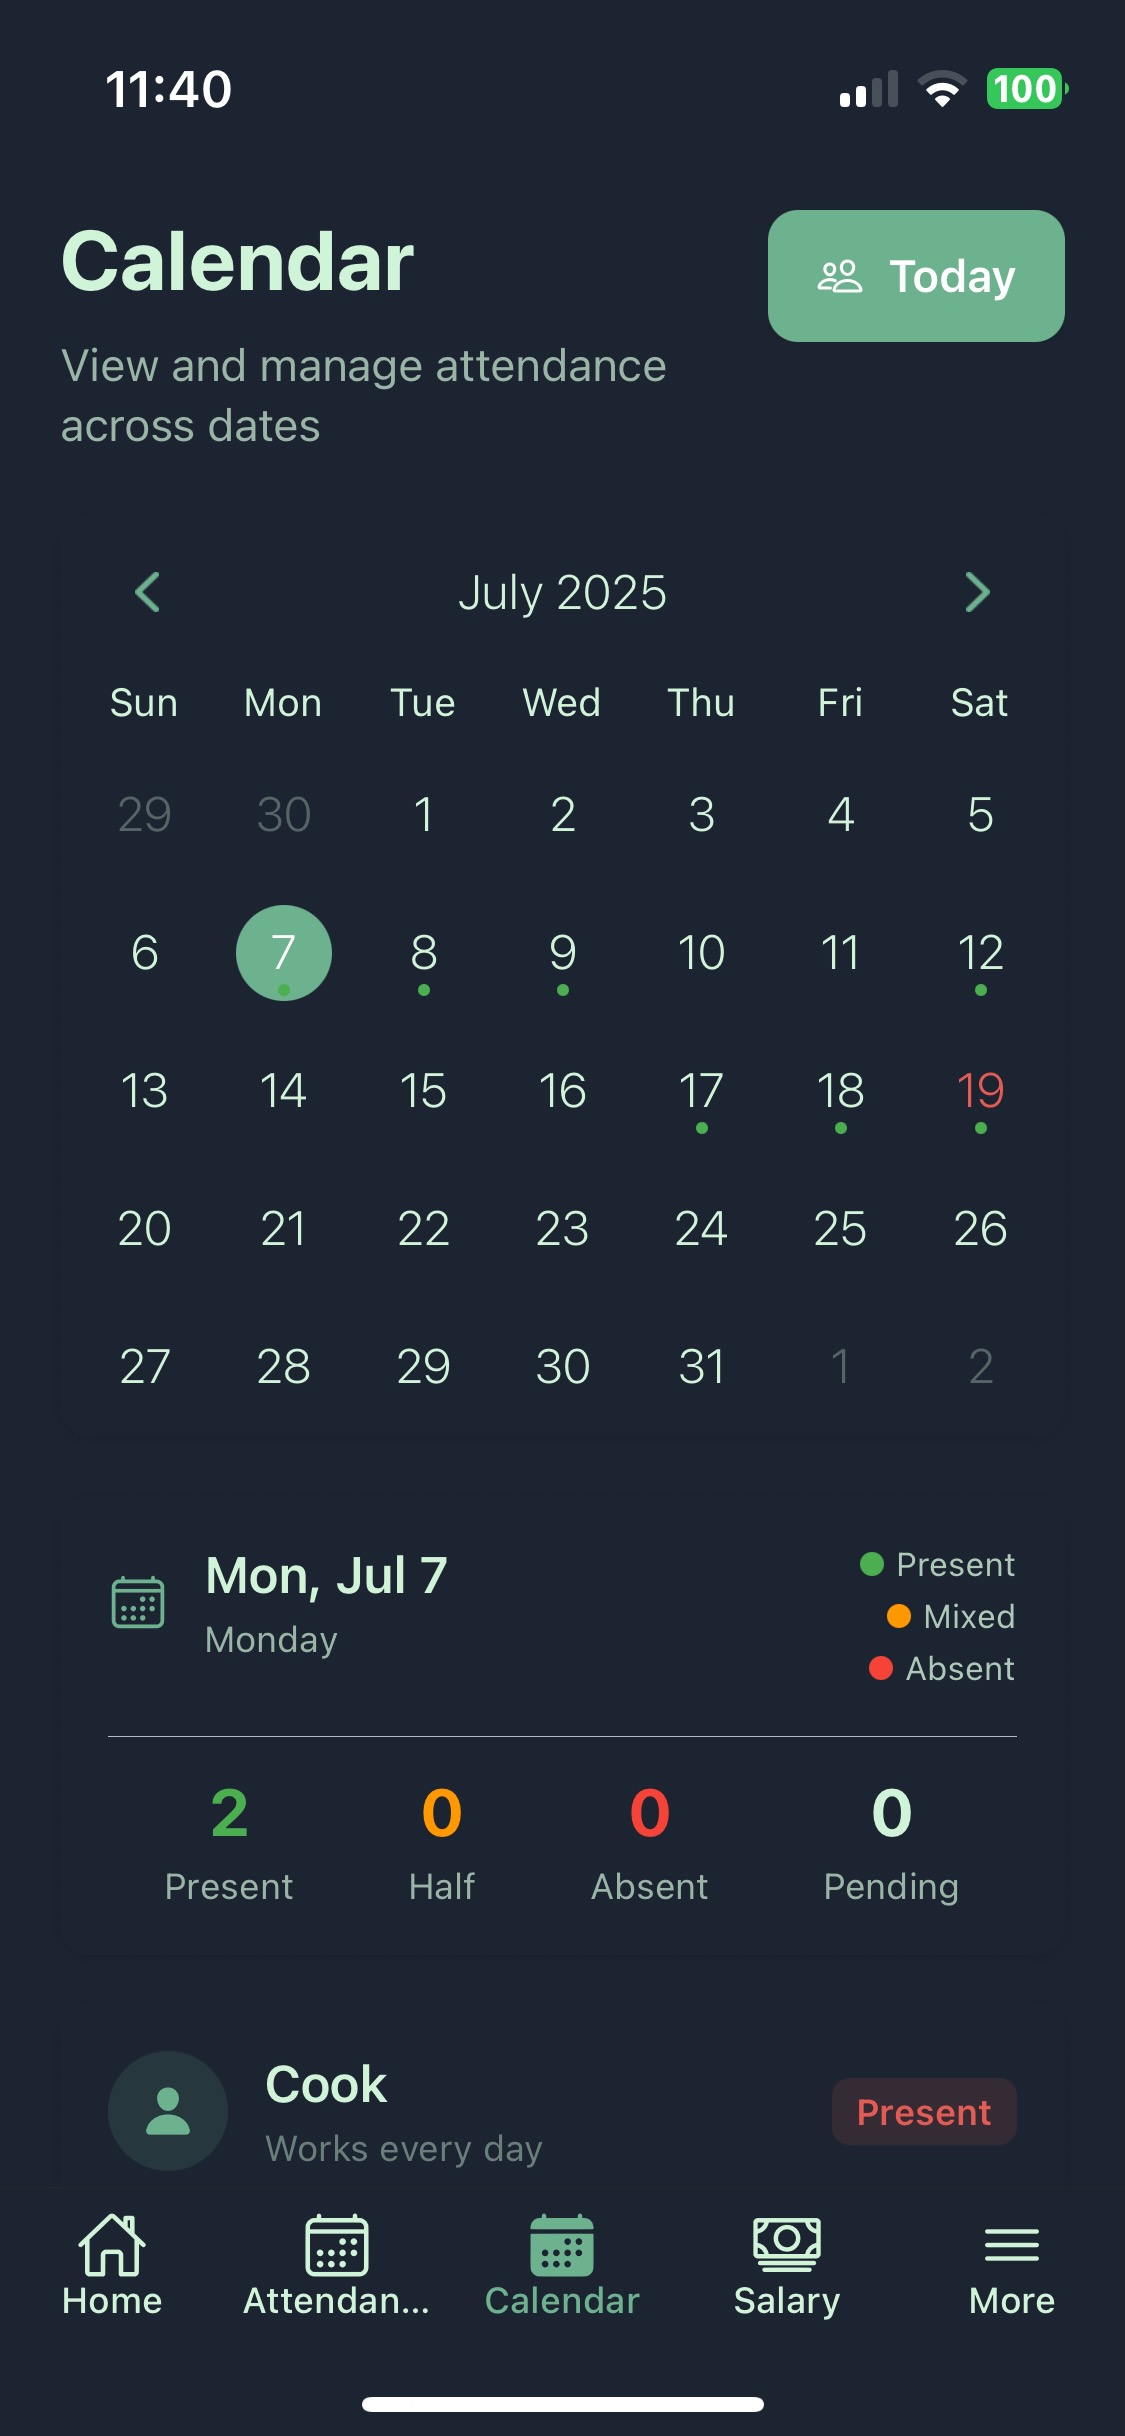 11:40
100
Calendar
Today
View and manage attendance
across dates
July 2025
Sun Mon Tue Wed Thu Fri Sat
29 30 1 2 3 4 5
6 7 8 9 10 11 12
13 14 15 16 17 18 19
20 21 22 23 24 25 26
27 28 29 30 31 1 2
Mon, Jul 7
Monday
Present
Mixed
Absent
2 0 0 0
Present Half Absent Pending
Cook
Works every day
Present
Home Attendan... Calendar Salary More